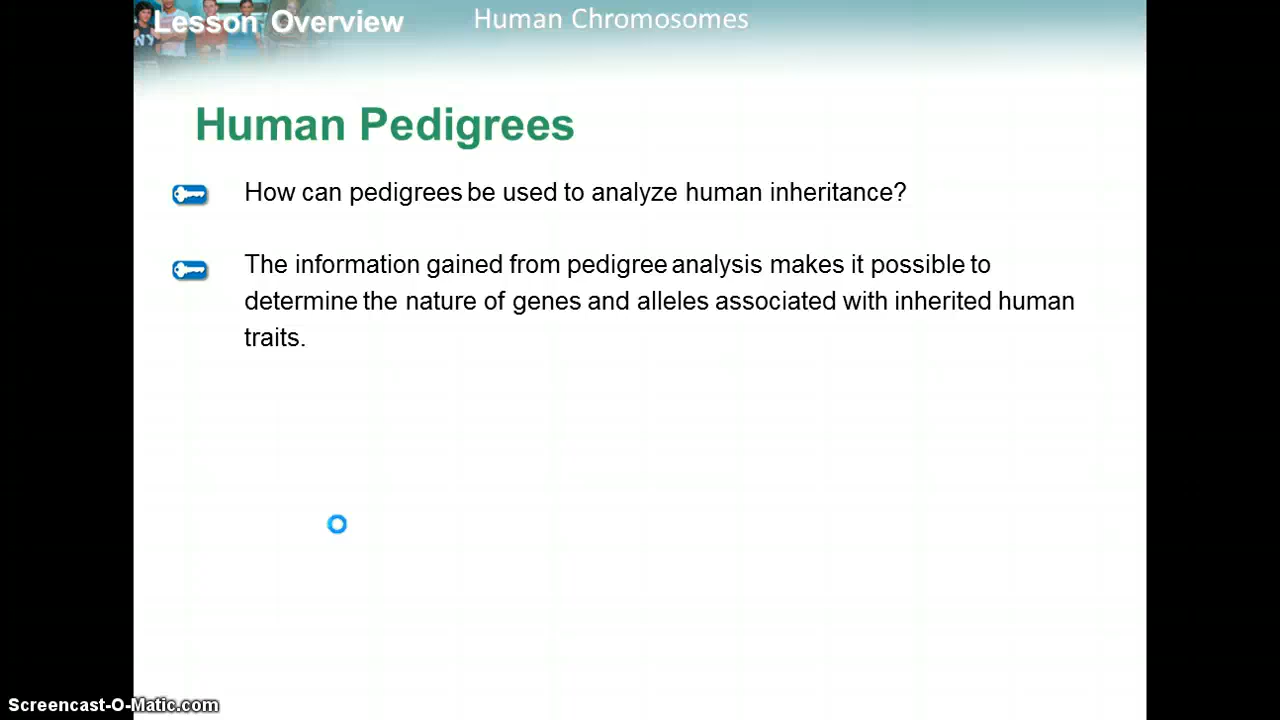 Lesson Overview
Human Chromosomes
Human Pedigrees
How can pedigrees be used to analyze human inheritance?
The information gained from pedigree analysis makes it possible to
determine the nature of genes and alleles associated with inherited human
traits.
Screencast-O-Matic.com